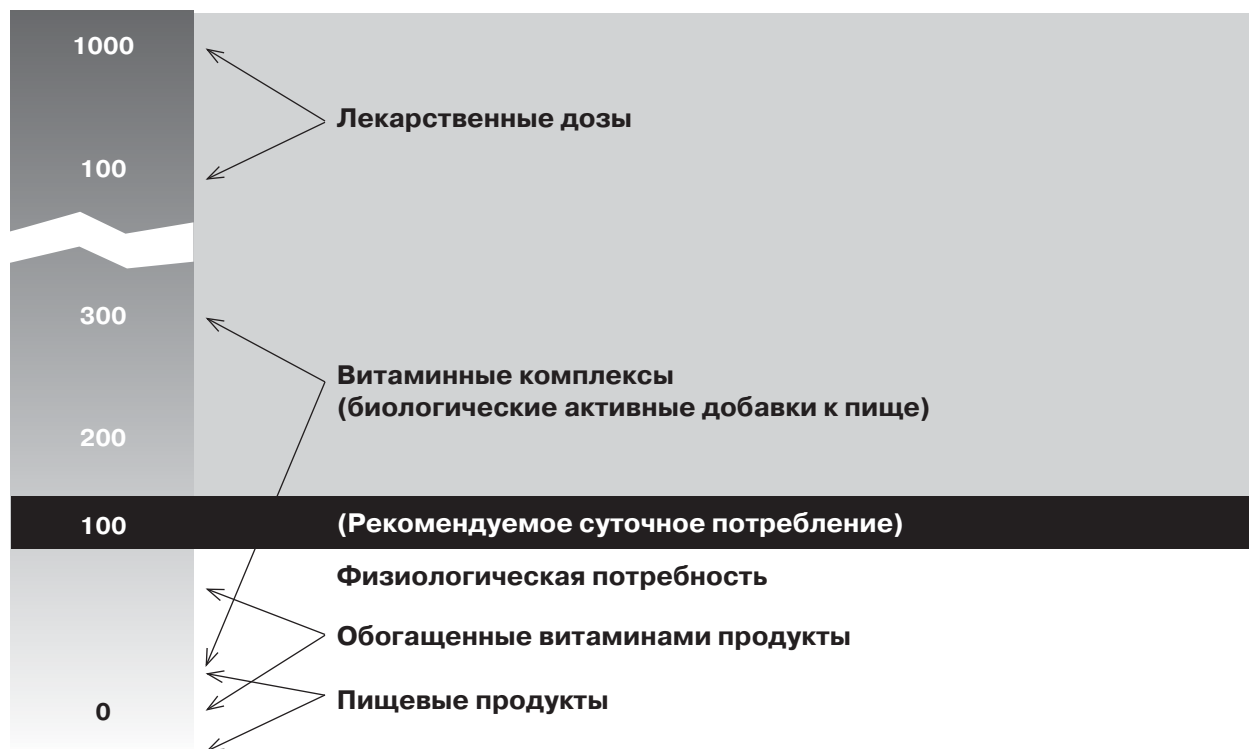 1000
Лекарственные дозы
100
300
Витаминные комплексы
(биологические активные добавки к пище)
200
100 (Рекомендуемое суточное потребление)
Физиологическая потребность
Обогащенные витаминами продукты
Пищевые продукты
0